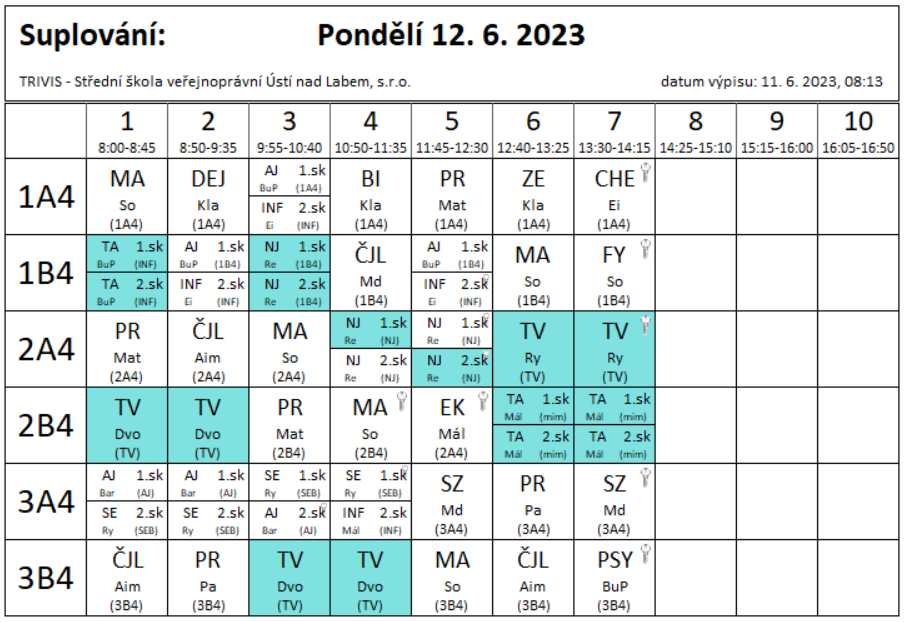 Suplování: Pondělí 12. 6. 2023
TRIVIS - Střední škola veřejnoprávní Ústí nad Labem, s.r.o. datum výpisu: 11. 6. 2023, 08:13
1 2 3 4 5 6 7 8 9 10
8:00-8:45 8:50-9:35 9:55-10:40 10:50-11:35 11:45-12:30 12:40-13:25 13:30-14:15 14:25-15:10 15:15-16:00 16:05-16:50
1A4
MA
So
(1A4)
DEJ
Kla
(1A4)
AJ 1.sk
BuP (1A4)
INF 2.sk
Ei (INF)
BI
Kla
(1A4)
PR
Mat
(1A4)
ZE
Kla
(1A4)
CHE
Ei
(1A4)
1B4
TA 1.sk
BuP (INF)
TA 2.sk
BuP (INF)
AJ 1.sk
BuP (1B4)
INF 2.sk
Ei (INF)
NJ 1.sk
Re (1B4)
NJ 2.sk
Re (1B4)
ČJL
Md
(1B4)
AJ 1.sk
BuP (1B4)
INF 2.sk
Ei (INF)
MA
So
(1B4)
FY
So
(1B4)
2A4
PR
Mat
(2A4)
ČJL
Aim
(2A4)
MA
So
(2A4)
NJ 1.sk
Re (NJ)
NJ 2.sk
Re (NJ)
NJ 1.sk
Re (NJ)
NJ 2.sk
Re (NJ)
TV
Ry
(TV)
TV
Ry
(TV)
2B4
TV
Dvo
(TV)
TV
Dvo
(TV)
PR
Mat
(2B4)
MA
So
(2B4)
EK
Mál
(2A4)
TA 1.sk
Mál (mim)
TA 2.sk
Mál (mim)
TA 1.sk
Mál (mim)
TA 2.sk
Mál (mim)
3A4
AJ 1.sk
Bar (AJ)
SE 2.sk
Ry (SEB)
AJ 1.sk
Bar (AJ)
SE 2.sk
Ry (SEB)
SE 1.sk
Ry (SEB)
AJ 2.sk
Bar (AJ)
SE 1.sk
Ry (SEB)
INF 2.sk
Mál (INF)
SZ
Md
(3A4)
PR
Pa
(3A4)
SZ
Md
(3A4)
3B4
ČJL
Aim
(3B4)
PR
Pa
(3B4)
TV
Dvo
(TV)
TV
Dvo
(TV)
MA
So
(3B4)
ČJL
Aim
(3B4)
PSY
BuP
(3B4)